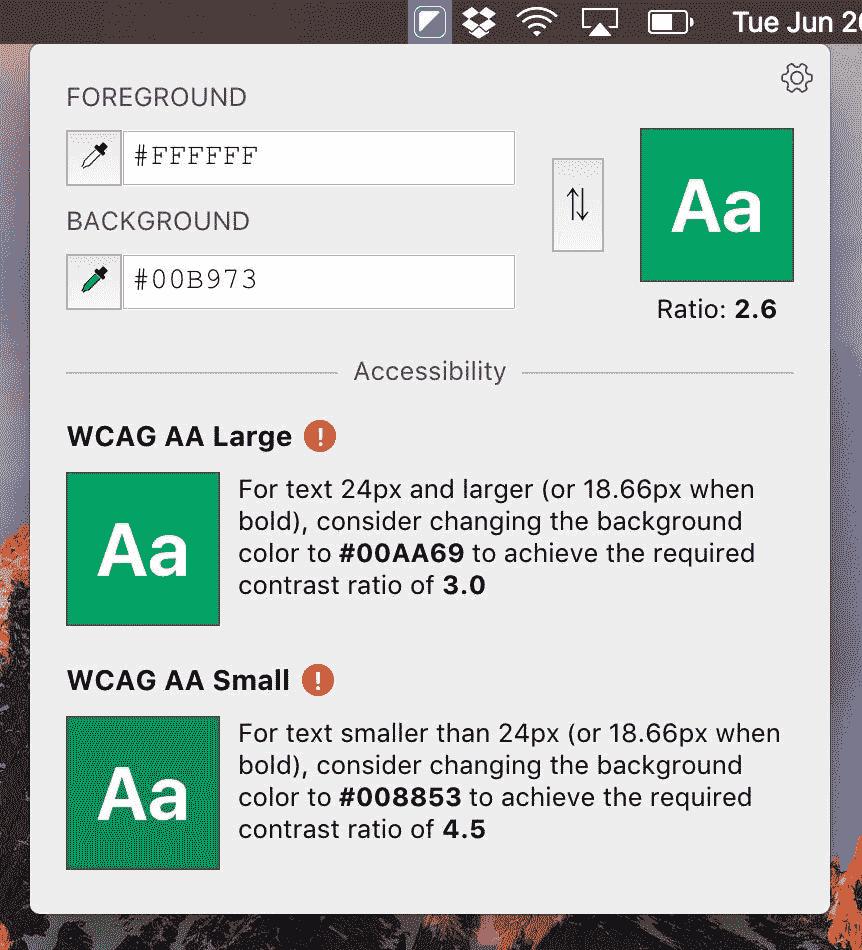 Tue Jun 20
FOREGROUND
#FFFFFF
BACKGROUND
#00B973
Aa
Ratio: 2.6
Accessibility
WCAG AA Large !
Aa
For text 24px and larger (or 18.66px when
bold), consider changing the background
color to #00AA69 to achieve the required
contrast ratio of 3.0
WCAG AA Small !
Aa
For text smaller than 24px (or 18.66px when
bold), consider changing the background
color to #008853 to achieve the required
contrast ratio of 4.5